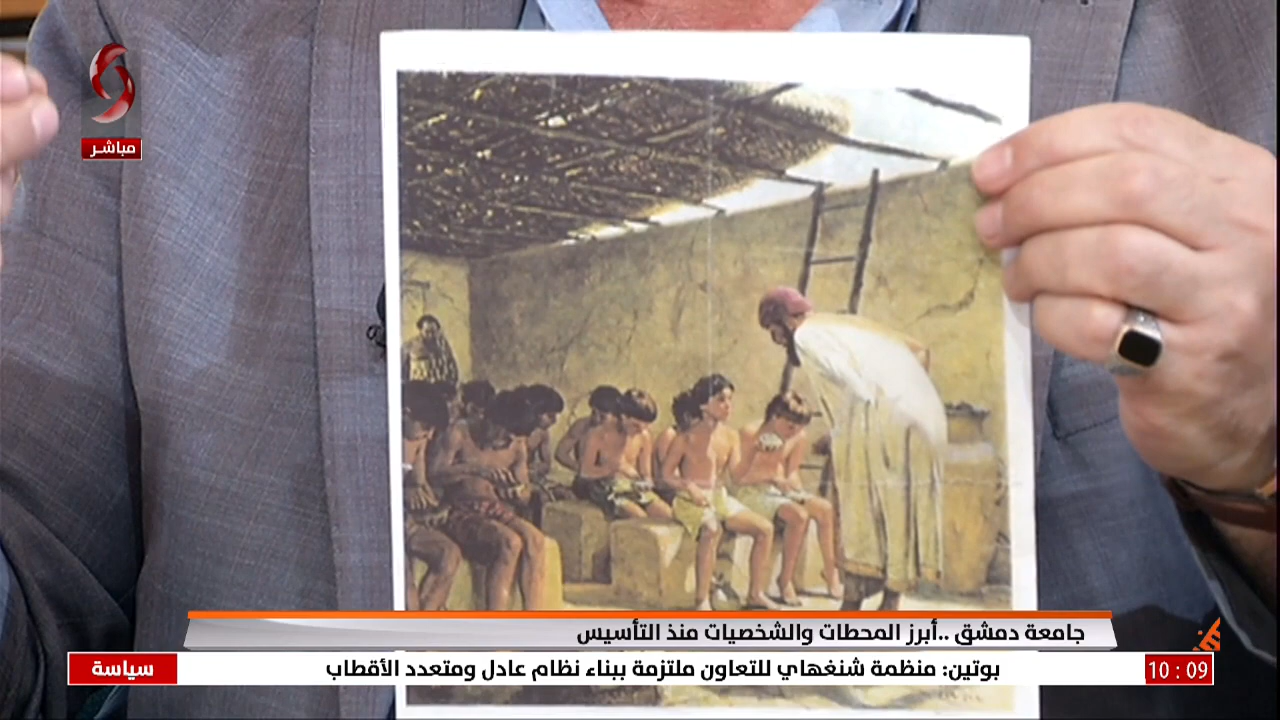 مباشر
جامعة دمشق ..أبرز المحطات والشخصيات منذ التأسيس
سياسة
بوتين: منظمة شنغهاي للتعاون ملتزمة ببناء نظام عادل ومتعدد الأقطاب
10 : 09